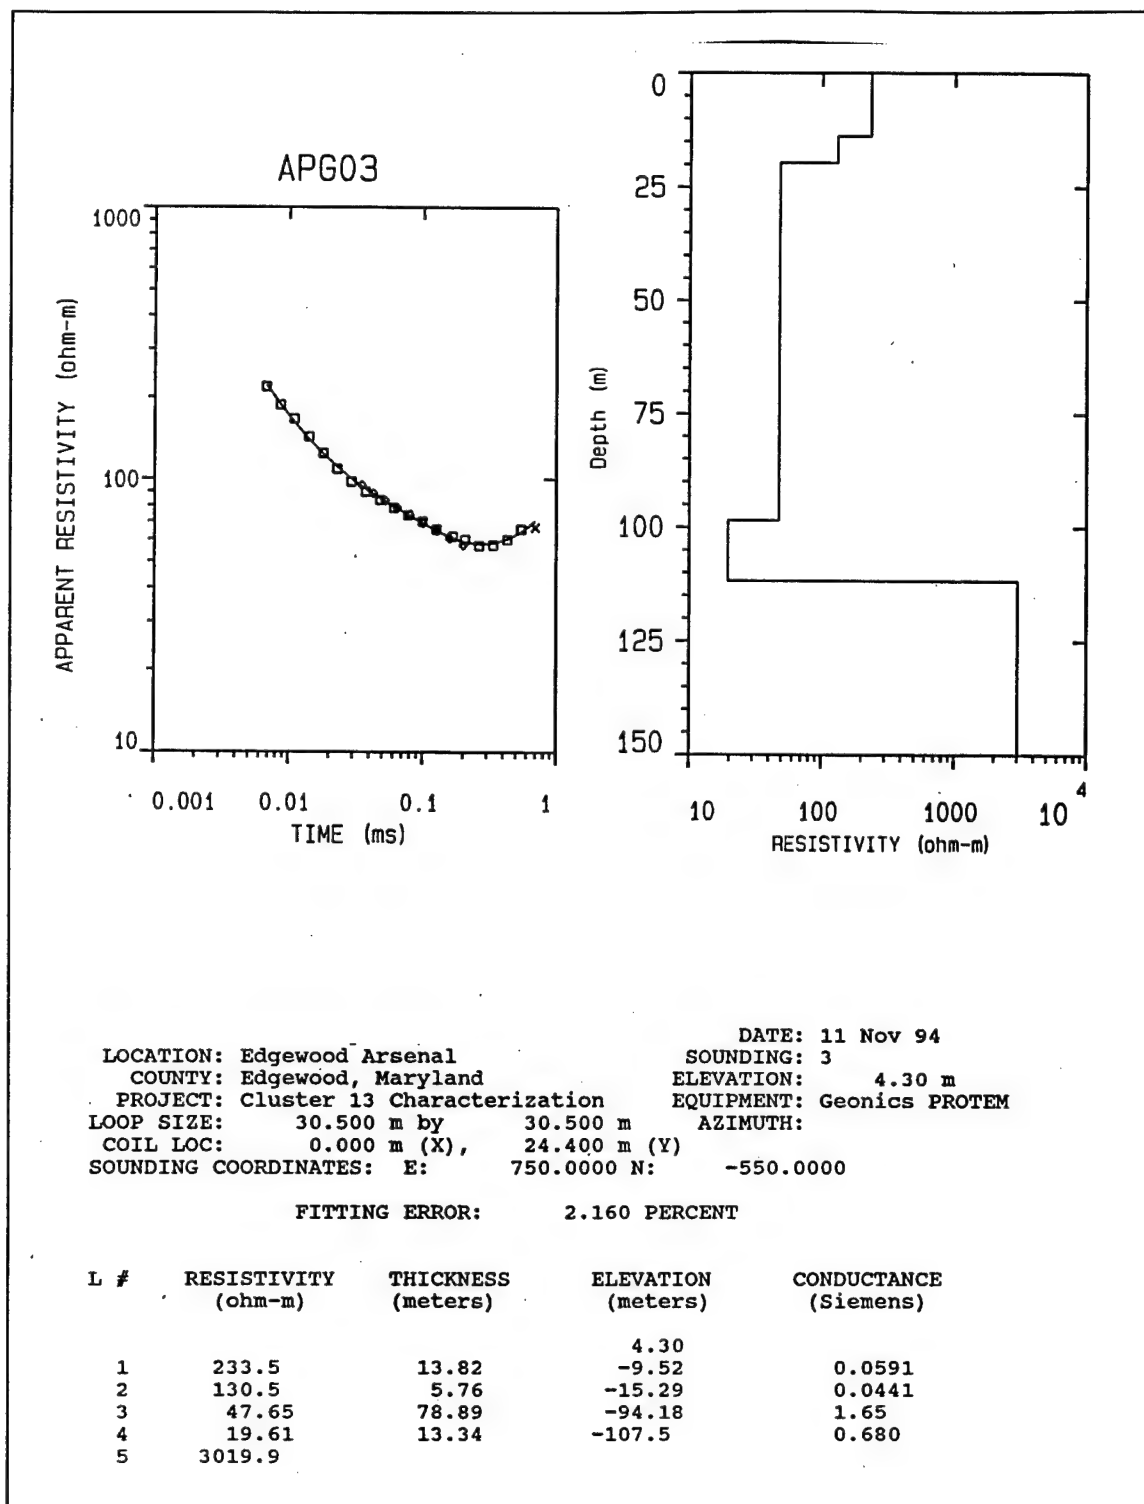 APG03
1000
100
10
APPARENT RESISTIVITY (ohm-m)
0.001 0.01 0.1 1
TIME (ms)
0
25
50
75
100
125
150
Depth (m)
10 100 1000 10 4
RESISTIVITY (ohm-m)
DATE: 11 Nov 94
LOCATION: Edgewood Arsenal SOUNDING: 3
COUNTY: Edgewood, Maryland ELEVATION: 4.30 m
PROJECT: Cluster 13 Characterization EQUIPMENT: Geonics PROTEM
LOOP SIZE: 30.500 m by 30.500 m AZIMUTH:
COIL LOC: 0.000 m (X), 24.400 m (Y)
SOUNDING COORDINATES: E: 750.0000 N: -550.0000
FITTING ERROR: 2.160 PERCENT
L # RESISTIVITY THICKNESS ELEVATION CONDUCTANCE
(ohm-m) (meters) (meters) (Siemens)
4.30
1 233.5 13.82 -9.52 0.0591
2 130.5 5.76 -15.29 0.0441
3 47.65 78.89 -94.18 1.65
4 19.61 13.34 -107.5 0.680
5 3019.9